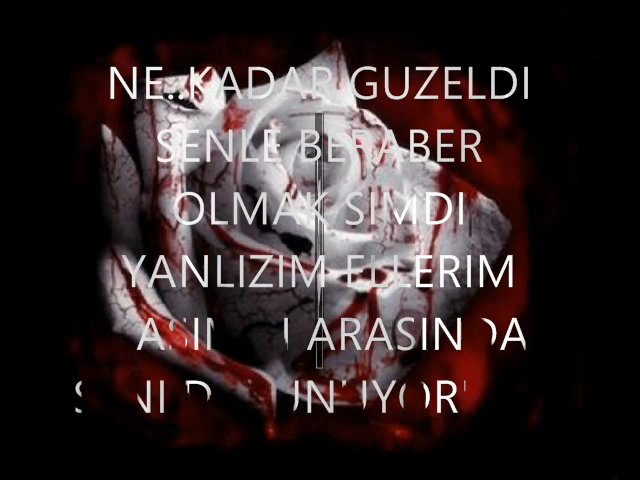 NE..KADAR GUZELDI
SENLE BERABER
OLMAK SIMDI
YANLIZIM ELLERIM
ARASINDA